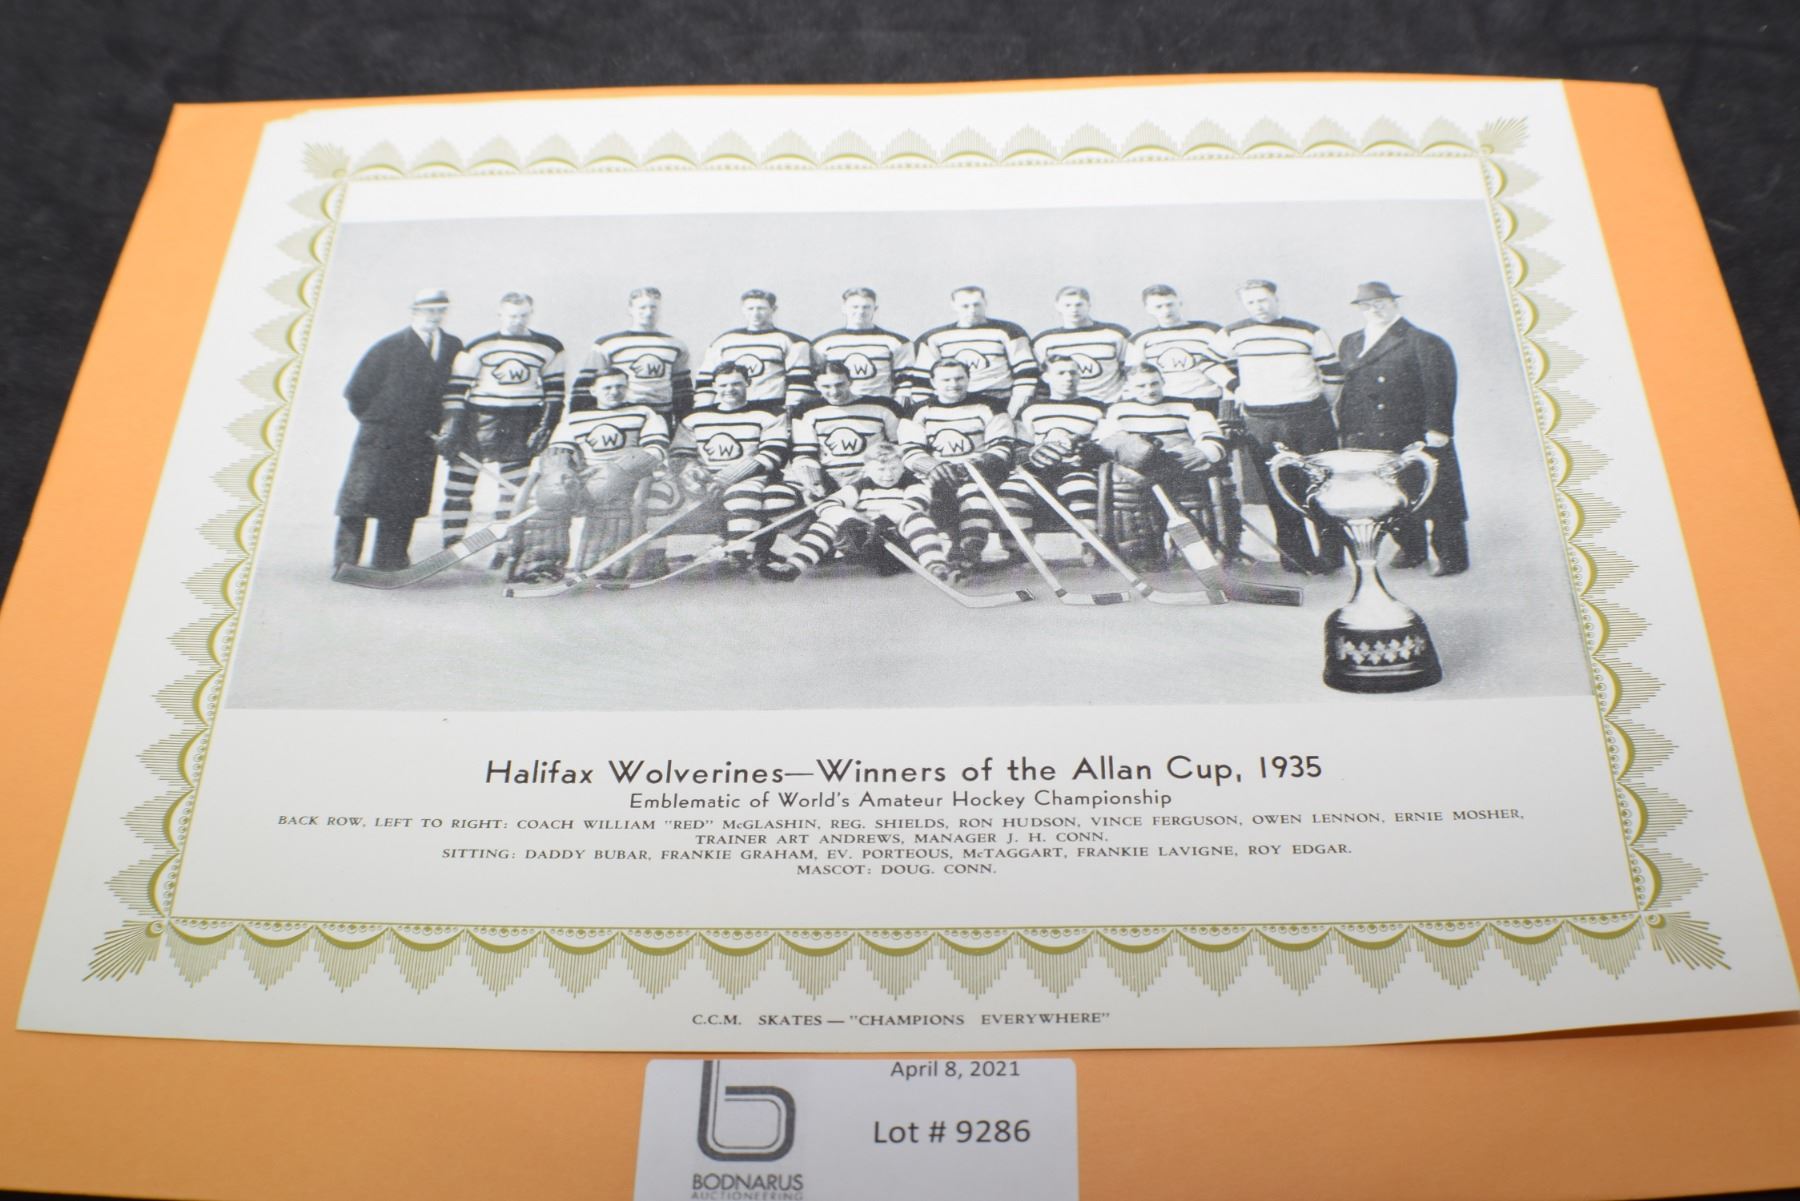 W W W W W W
W W W W
Halifax Wolverines—Winners of the Allan Cup, 1935
Emblematic of World's Amateur Hockey Championship
BACK ROW, LEFT TO RIGHT: COACH WILLIAM "RED" McGLASHIN, REG. SHIELDS, RON HUDSON, VINCE FERGUSON, OWEN LENNON, ERNIE MOSHER,
TRAINER ART ANDREWS, MANAGER J. H. CONN.
SITTING: DADDY BUBAR, FRANKIE GRAHAM, EV. PORTEOUS, McTAGGART, FRANKIE LAVIGNE, ROY EDGAR.
MASCOT: DOUG. CONN.
C.C.M. SKATES — "CHAMPIONS EVERYWHERE"
April 8, 2021
Lot # 9286
BODNARUS
AUCTIONEERING